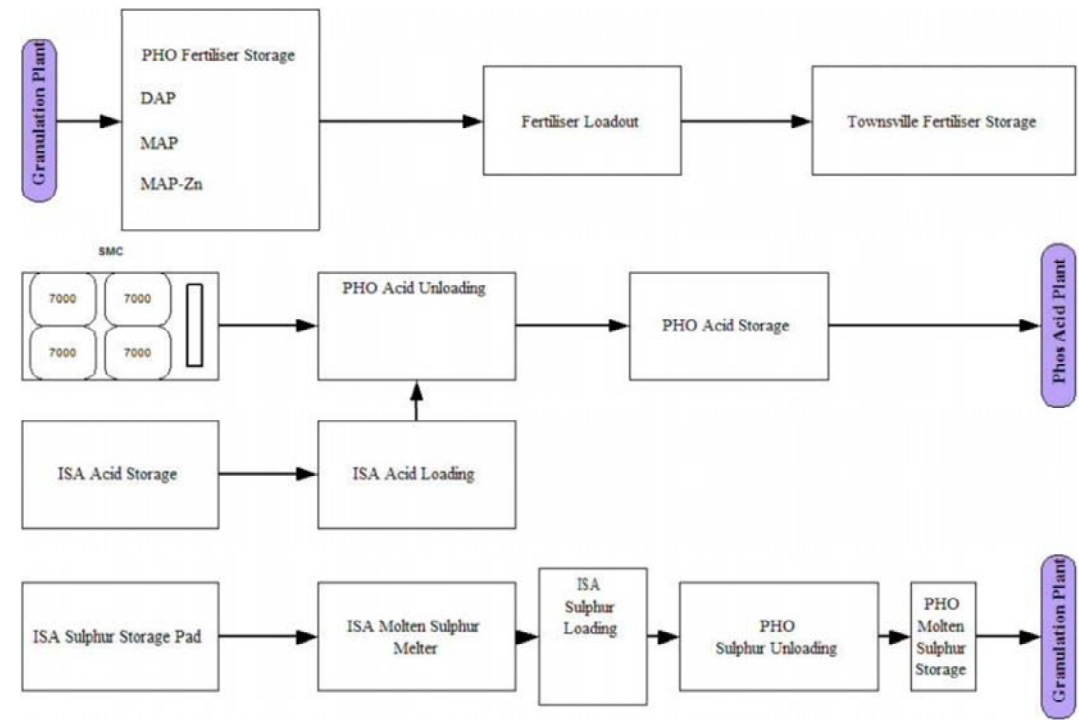 Granulation Plant
PHO Fertiliser Storage
DAP
MAP
MAP-Zn
Fertiliser Loadout
Townsville Fertiliser Storage
SMC
7000
7000
7000
7000
PHO Acid Unloading
PHO Acid Storage
Phos Acid Plant
ISA Acid Storage
ISA Acid Loading
ISA Sulphur Storage Pad
ISA Molten Sulphur
Melter
ISA
Sulphur
Loading
PHO
Sulphur Unloading
PHO
Molten
Sulphur
Storage
Granulation Plant